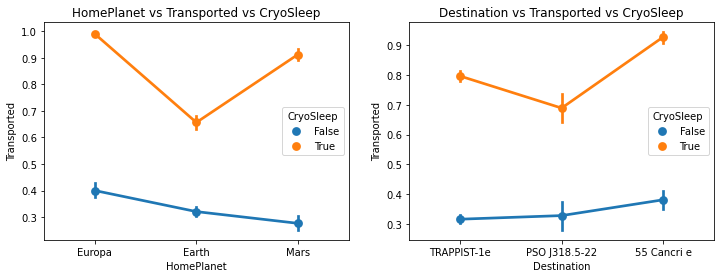 HomePlanet vs Transported vs CryoSleep
1.0
0.9
0.8
0.7
0.6
0.5
0.4
0.3
Transported
CryoSleep
False
True
Europa Earth Mars
HomePlanet
Destination vs Transported vs CryoSleep
0.9
0.8
0.7
0.6
0.5
0.4
0.3
Transported
CryoSleep
False
True
TRAPPIST-1e PSO J318.5-22 55 Cancri e
Destination